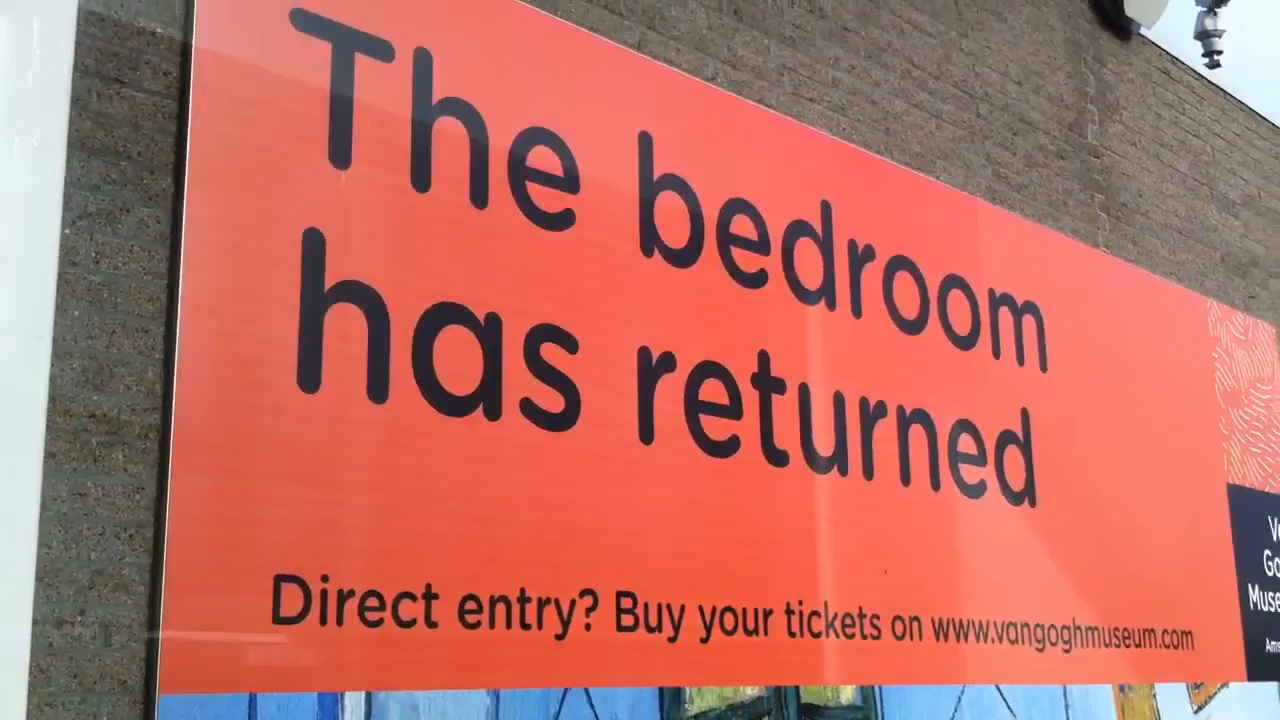 The bedroom
has returned
Direct entry? Buy your tickets on www.vangoghmuseum.com